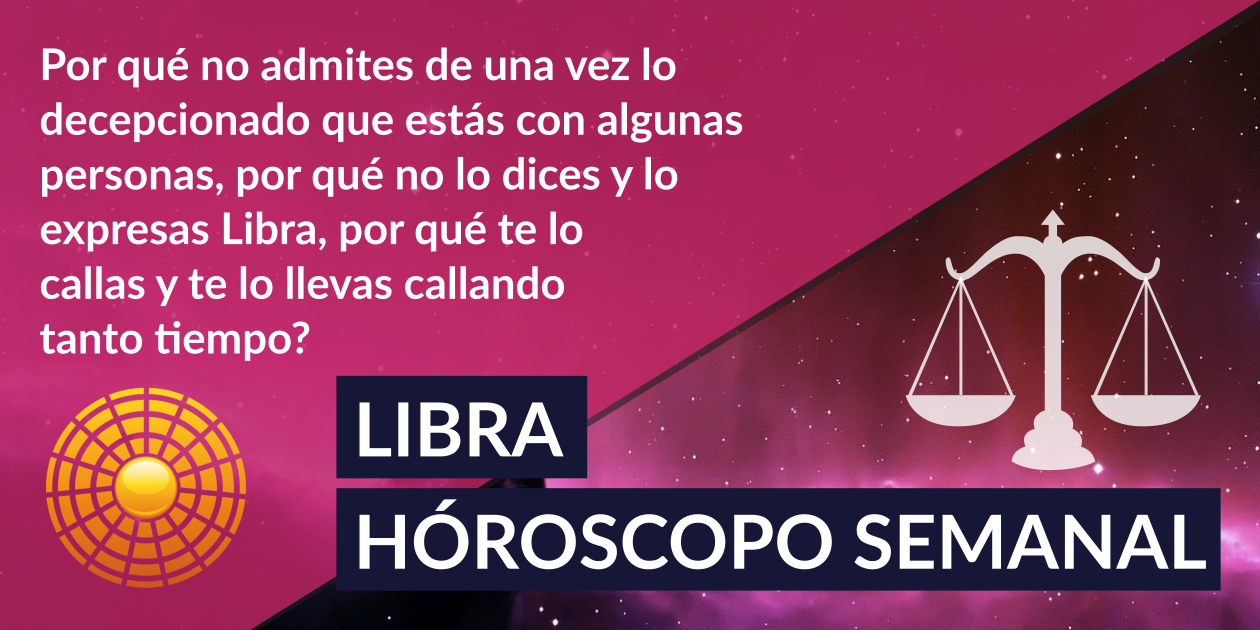 Por qué no admites de una vez lo
decepcionado que estás con algunas
personas, por qué no lo dices y lo
expresas Libra, por qué te lo
callas y te lo llevas callando
tanto tiempo?
LIBRA
HÓROSCOPO SEMANAL